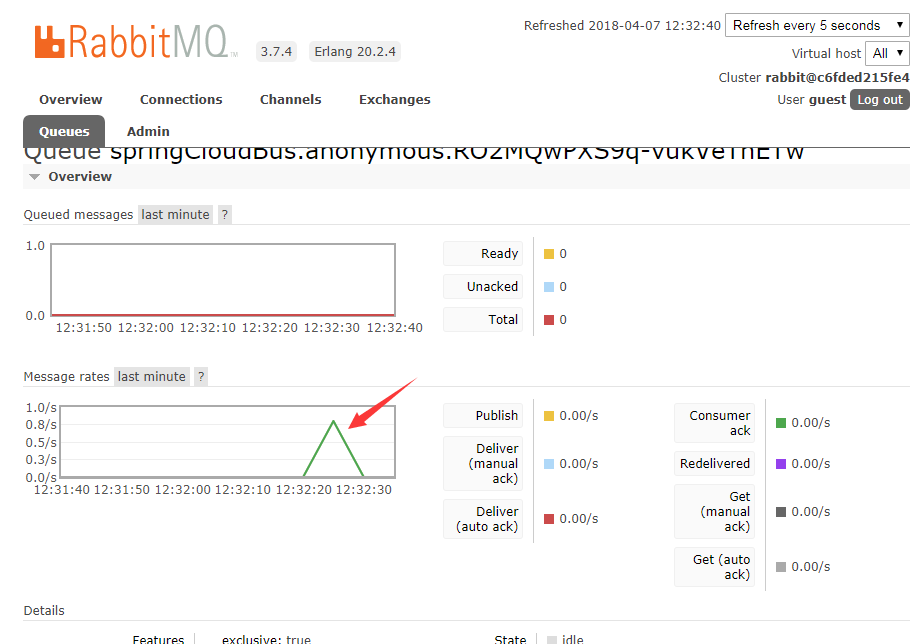 RabbitMQ TM 3.7.4 Erlang 20.2.4
Refreshed 2018-04-07 12:32:40 Refresh every 5 seconds
Virtual host All
Cluster rabbit@c6fded215fe4
User guest Log out
Overview Connections Channels Exchanges
Queues Admin
Overview
Queued messages last minute ?
1.0
0.0
12:31:50 12:32:00 12:32:10 12:32:20 12:32:30 12:32:40
Ready 0
Unacked 0
Total 0
Message rates last minute ?
1.0/s
0.8/s
0.5/s
0.3/s
0.0/s
12:31:40 12:31:50 12:32:00 12:32:10 12:32:20 12:32:30
Publish 0.00/s
Deliver
(manual 0.00/s
ack)
Deliver
(auto ack) 0.00/s
Consumer
ack 0.00/s
Redelivered 0.00/s
Get
(manual 0.00/s
ack)
Get (auto
ack) 0.00/s
Details
Features exclusive: true State idle